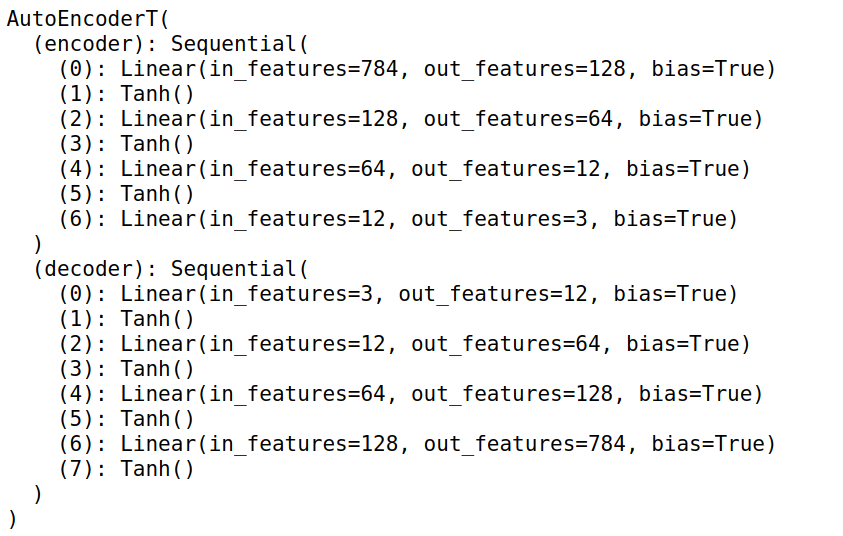 AutoEncoderT(
  (encoder): Sequential(
    (0): Linear(in_features=784, out_features=128, bias=True)
    (1): Tanh()
    (2): Linear(in_features=128, out_features=64, bias=True)
    (3): Tanh()
    (4): Linear(in_features=64, out_features=12, bias=True)
    (5): Tanh()
    (6): Linear(in_features=12, out_features=3, bias=True)
  )
  (decoder): Sequential(
    (0): Linear(in_features=3, out_features=12, bias=True)
    (1): Tanh()
    (2): Linear(in_features=12, out_features=64, bias=True)
    (3): Tanh()
    (4): Linear(in_features=64, out_features=128, bias=True)
    (5): Tanh()
    (6): Linear(in_features=128, out_features=784, bias=True)
    (7): Tanh()
  )
)